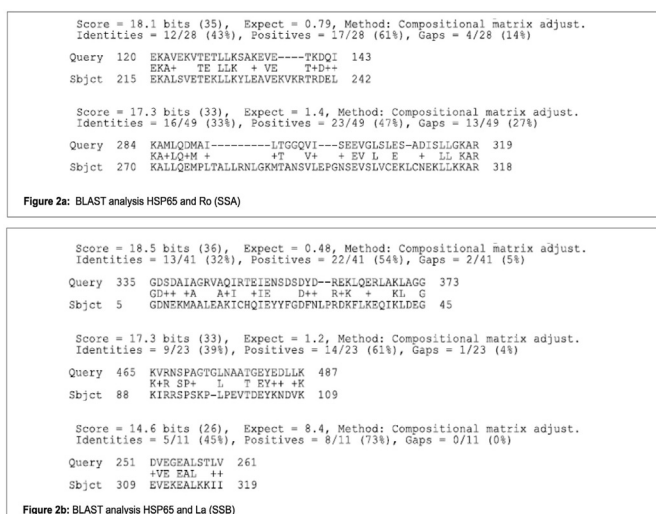 Score = 18.1 bits (35), Expect = 0.79, Method: Compositional matrix adjust.
Identities = 12/28 (43%), Positives = 17/28 (61%), Gaps = 4/28 (14%)
Query 120 EKAVEKVTETLLKSAKEVE----TKDQI 143
EKA+ TE LLK + VE T+D++
Sbjct 215 EKALSVETEKLLKYLEAVEKVKRTRDEL 242
Score = 17.3 bits (33), Expect = 1.4, Method: Compositional matrix adjust.
Identities = 16/49 (33%), Positives = 23/49 (47%), Gaps = 13/49 (27%)
Query 284 KAMLQDMAI---------LTGGQVI---SEEVGLSLES-ADISLLGKAR 319
KA+LQ+M + +T V+ + EV L E + LL KAR
Sbjct 270 KALLQEMPLTALLRNLGKMTANSVLEPGNSEVSLVCEKLCNEKLLKKAR 318
Figure 2a: BLAST analysis HSP65 and Ro (SSA)
Score = 18.5 bits (36), Expect = 0.48, Method: Compositional matrix adjust.
Identities = 13/41 (32%), Positives = 22/41 (54%), Gaps = 2/41 (5%)
Query 335 GDSDAIAGRVAQIRTEIENSDSDYD--REKLQERLAKLAGG 373
GD++ +A A+I +IE D++ R+K + KL G
Sbjct 5 GDNEKMAALEAKICHQIEYYFGDFNLPRDKFLKEQIKLDEG 45
Score = 17.3 bits (33), Expect = 1.2, Method: Compositional matrix adjust.
Identities = 9/23 (39%), Positives = 14/23 (61%), Gaps = 1/23 (4%)
Query 465 KVRNSPAGTGLNAATGEYEDLLK 487
K+R SP+ L T EY++ +K
Sbjct 88 KIRRSPSKP-LPEVTDEYKNDVK 109
Score = 14.6 bits (26), Expect = 8.4, Method: Compositional matrix adjust.
Identities = 5/11 (45%), Positives = 8/11 (73%), Gaps = 0/11 (0%)
Query 251 DVEGEALSTLV 261
+VE EAL ++
Sbjct 309 EVEKEALKKII 319
Figure 2b: BLAST analysis HSP65 and La (SSB)